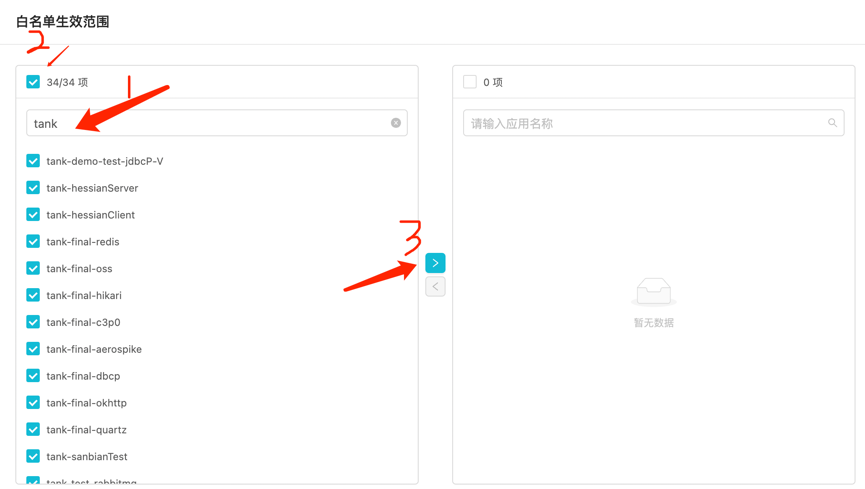 白名单生效范围
2
34/34 项
0 项
1
tank
请输入应用名称
tank-demo-test-jdbcP-V
tank-hessianServer
tank-hessianClient
tank-final-redis
3
tank-final-oss
tank-final-hikari
tank-final-c3p0
暂无数据
tank-final-aerospike
tank-final-dbcp
tank-final-okhttp
tank-final-quartz
tank-sanbianTest
tank-test-rabbitmq